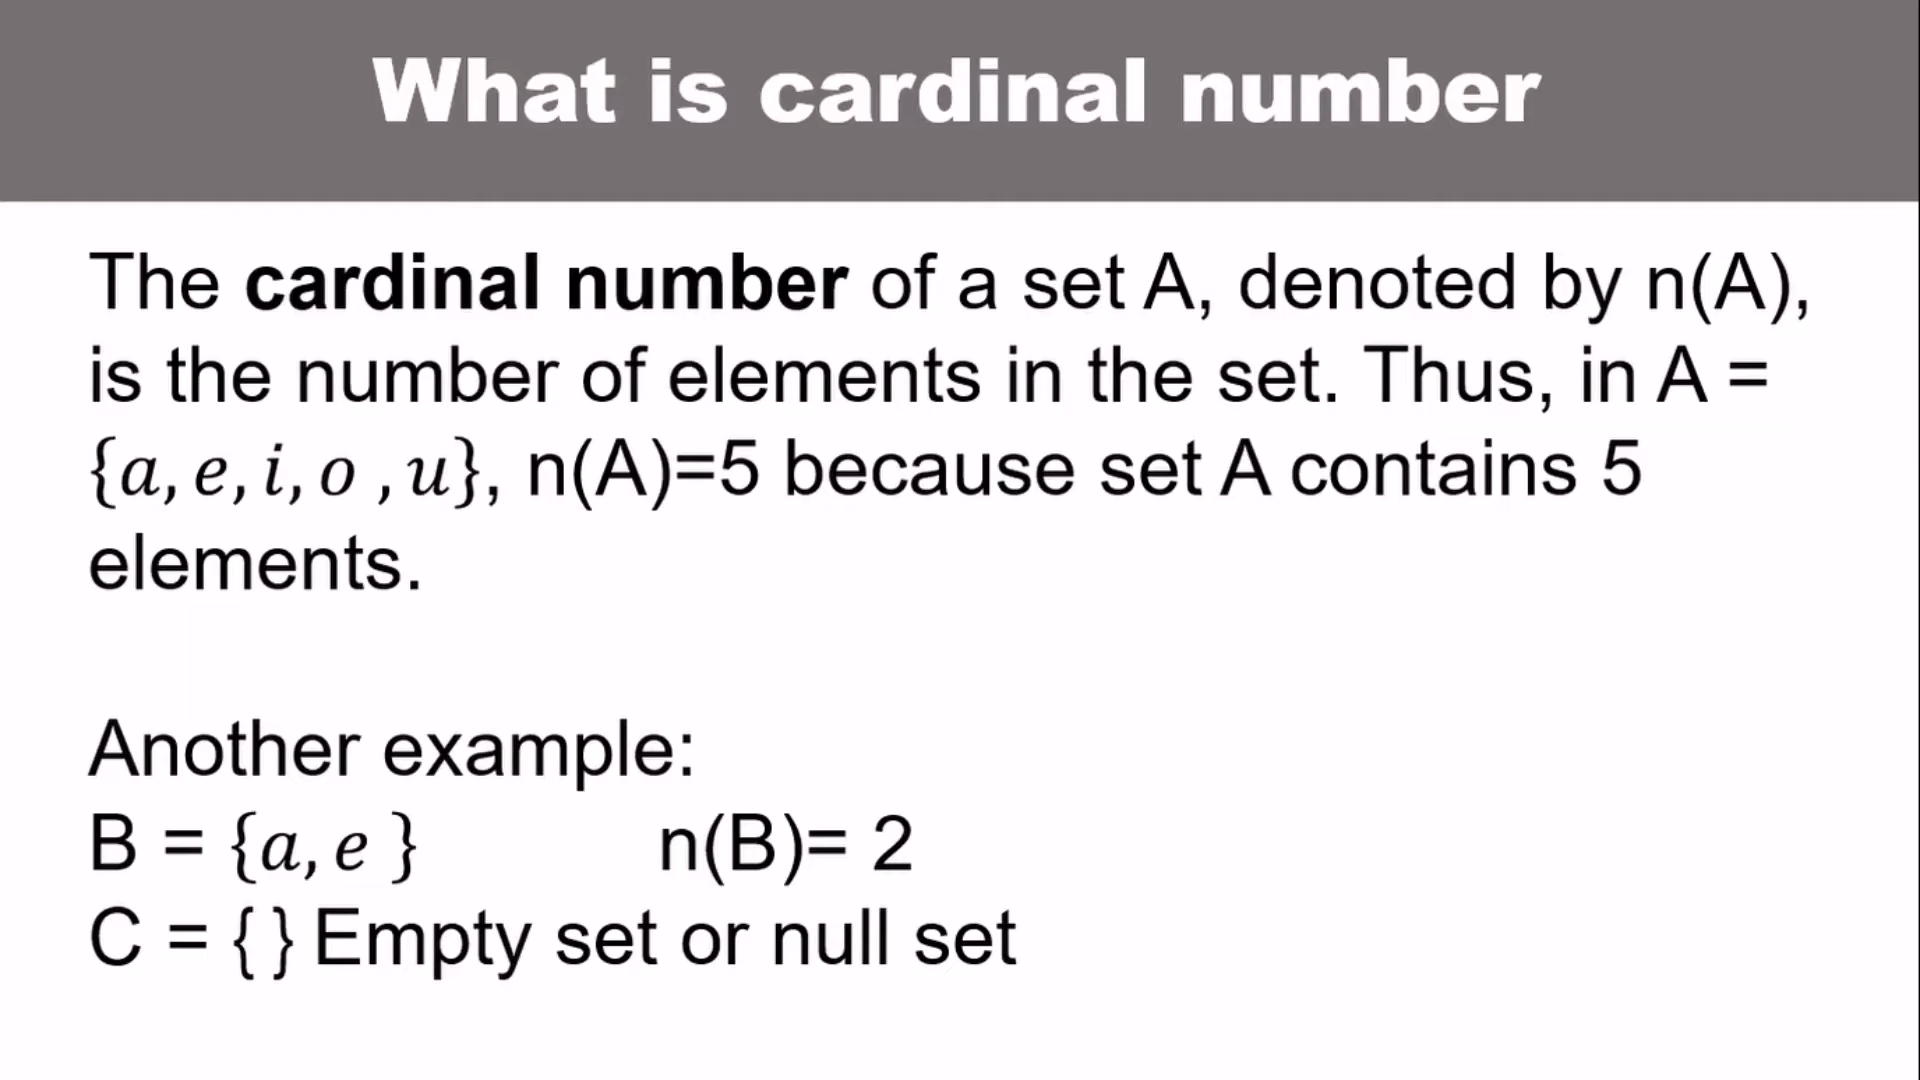 What is cardinal number
The cardinal number of a set A, denoted by n(A),
is the number of elements in the set. Thus, in A =
{a, e, i, o , u}, n(A)=5 because set A contains 5
elements.
Another example:
B = {a, e } n(B)= 2
C = { } Empty set or null set